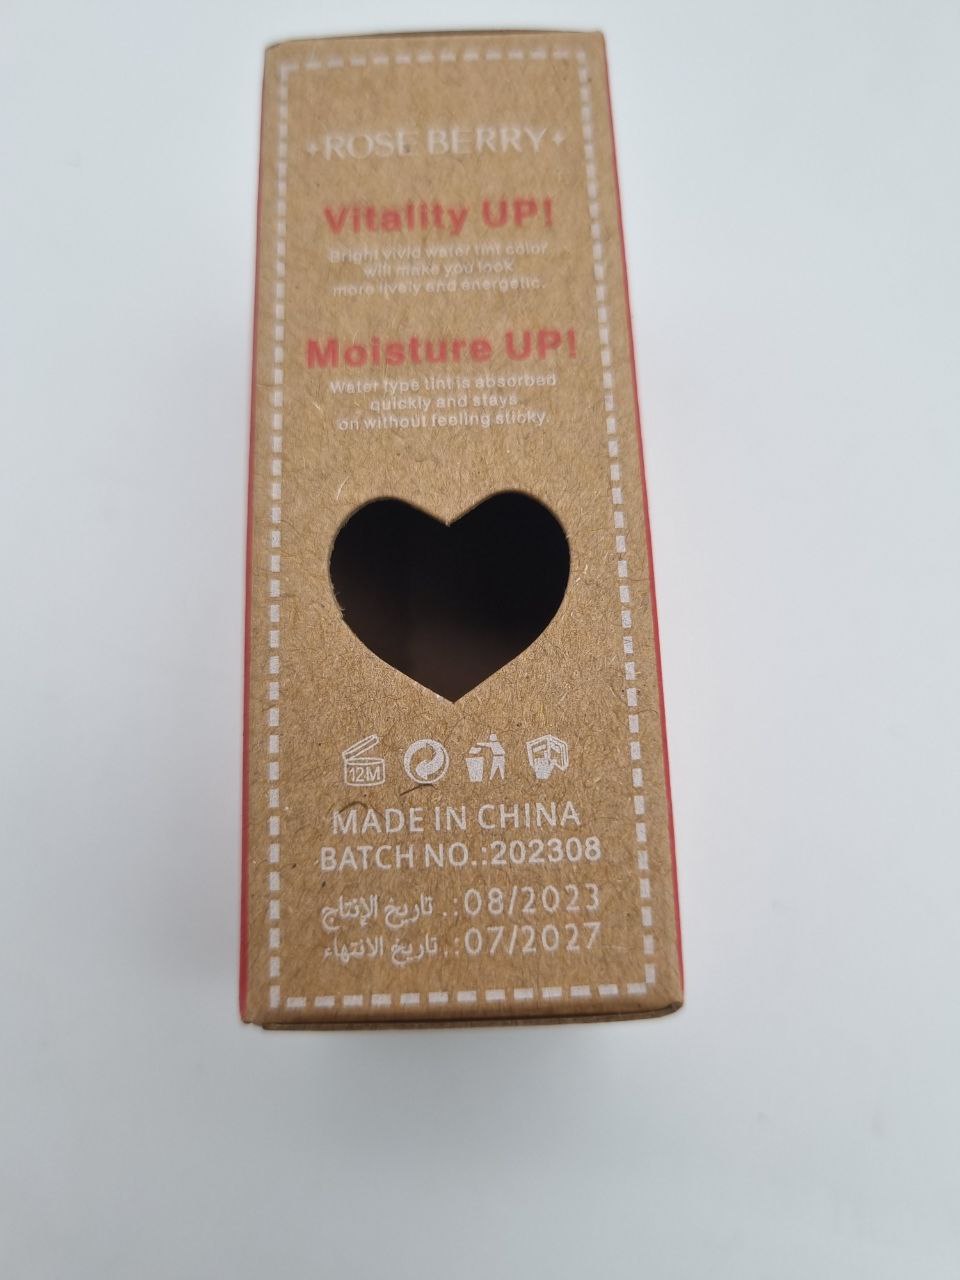 ROSE BERRY
Vitality UP!
Bright vivid water tint color
will make you look
more lively and energetic.
Moisture UP!
Water type tint is absorbed
quickly and stays
on without feeling sticky.
12M
MADE IN CHINA
BATCH NO.:202308
تاريخ الإنتاج .:08/2023
تاريخ الانتهاء .:07/2027